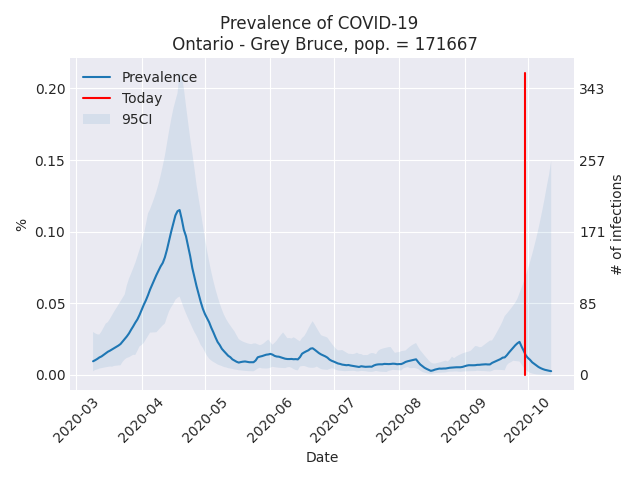 Prevalence of COVID-19
Ontario - Grey Bruce, pop. = 171667
Prevalence
Today
95CI
0.20
0.15
0.10
0.05
0.00
%
343
257
171
85
0
# of infections
2020-03
2020-04
2020-05
2020-06
2020-07
2020-08
2020-09
2020-10
Date